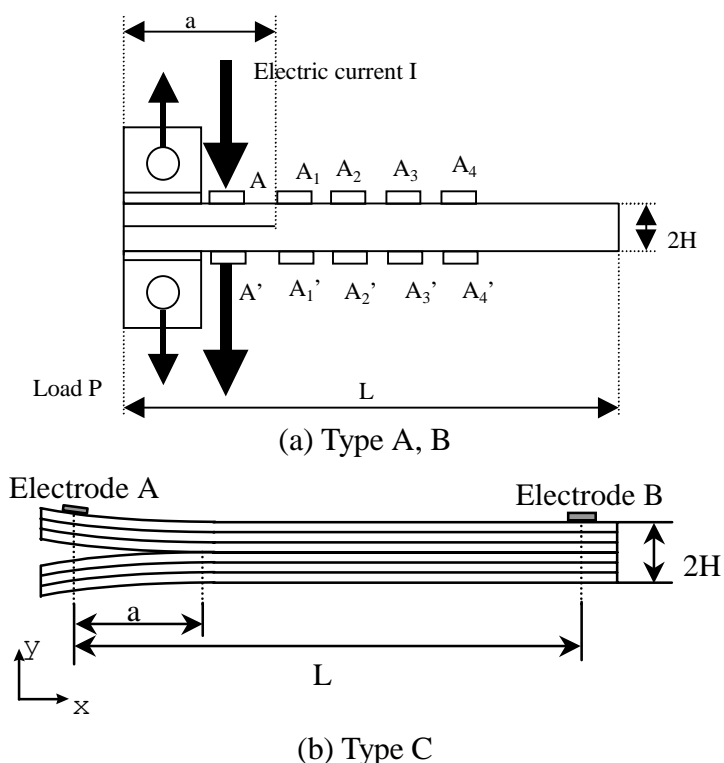 a
Electric current I
A
A₁
A₂
A₃
A₄
2H
A’
A₁’
A₂’
A₃’
A₄’
Load P
L
(a) Type A, B
Electrode A
Electrode B
2H
a
L
y
x
(b) Type C